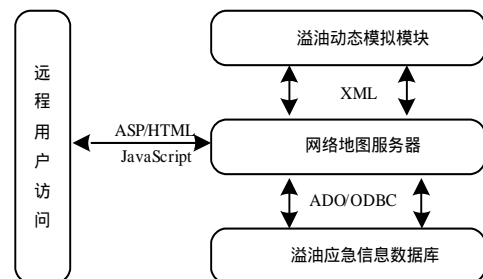 远程用户访问
溢油动态模拟模块
XML
ASP/HTML
JavaScript
网络地图服务器
ADO/ODBC
溢油应急信息数据库